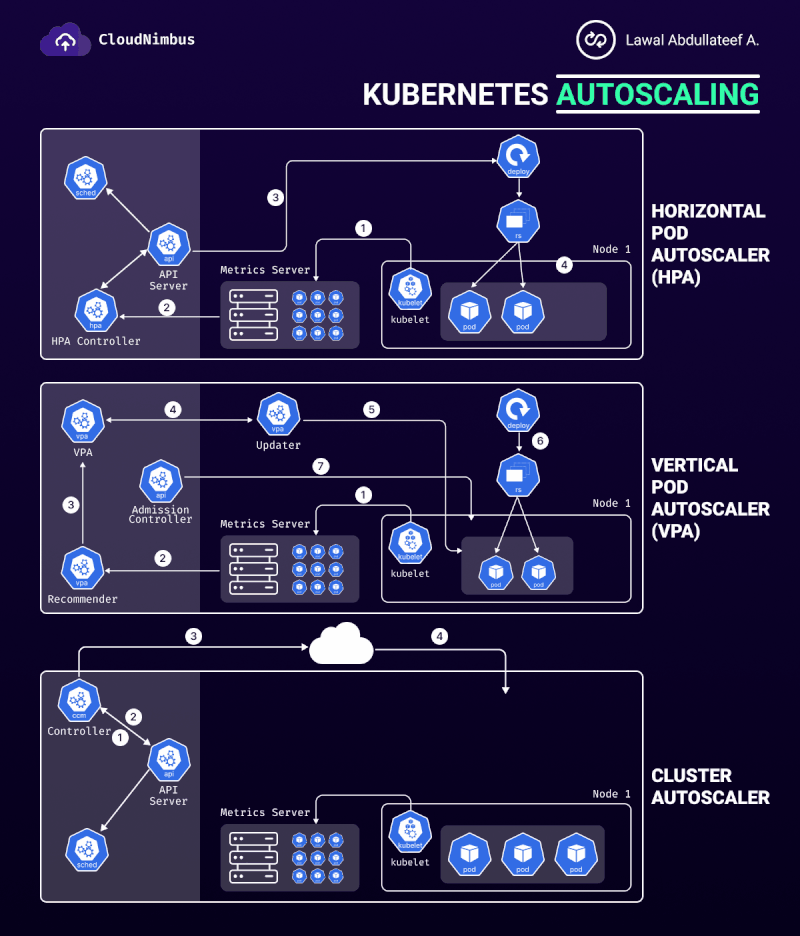 CloudNimbus
Lawal Abdullateef A.
KUBERNETES AUTOSCALING
HORIZONTAL
POD
AUTOSCALER
(HPA)
deploy
sched
3
rs
1
Node 1
api
API
Server
Metrics Server
4
kubelet
kubelet
2
hpa
HPA Controller
pod
pod
VERTICAL
POD
AUTOSCALER
(VPA)
vpa
VPA
4
vpa
Updater
5
deploy
6
7
rs
api
Admission
Controller
3
1
Node 1
Metrics Server
kubelet
kubelet
2
vpa
Recommender
pod
pod
3
4
CLUSTER
AUTOSCALER
ccm
Controller
2
1
api
API
Server
Node 1
Metrics Server
kubelet
kubelet
sched
pod
pod
pod